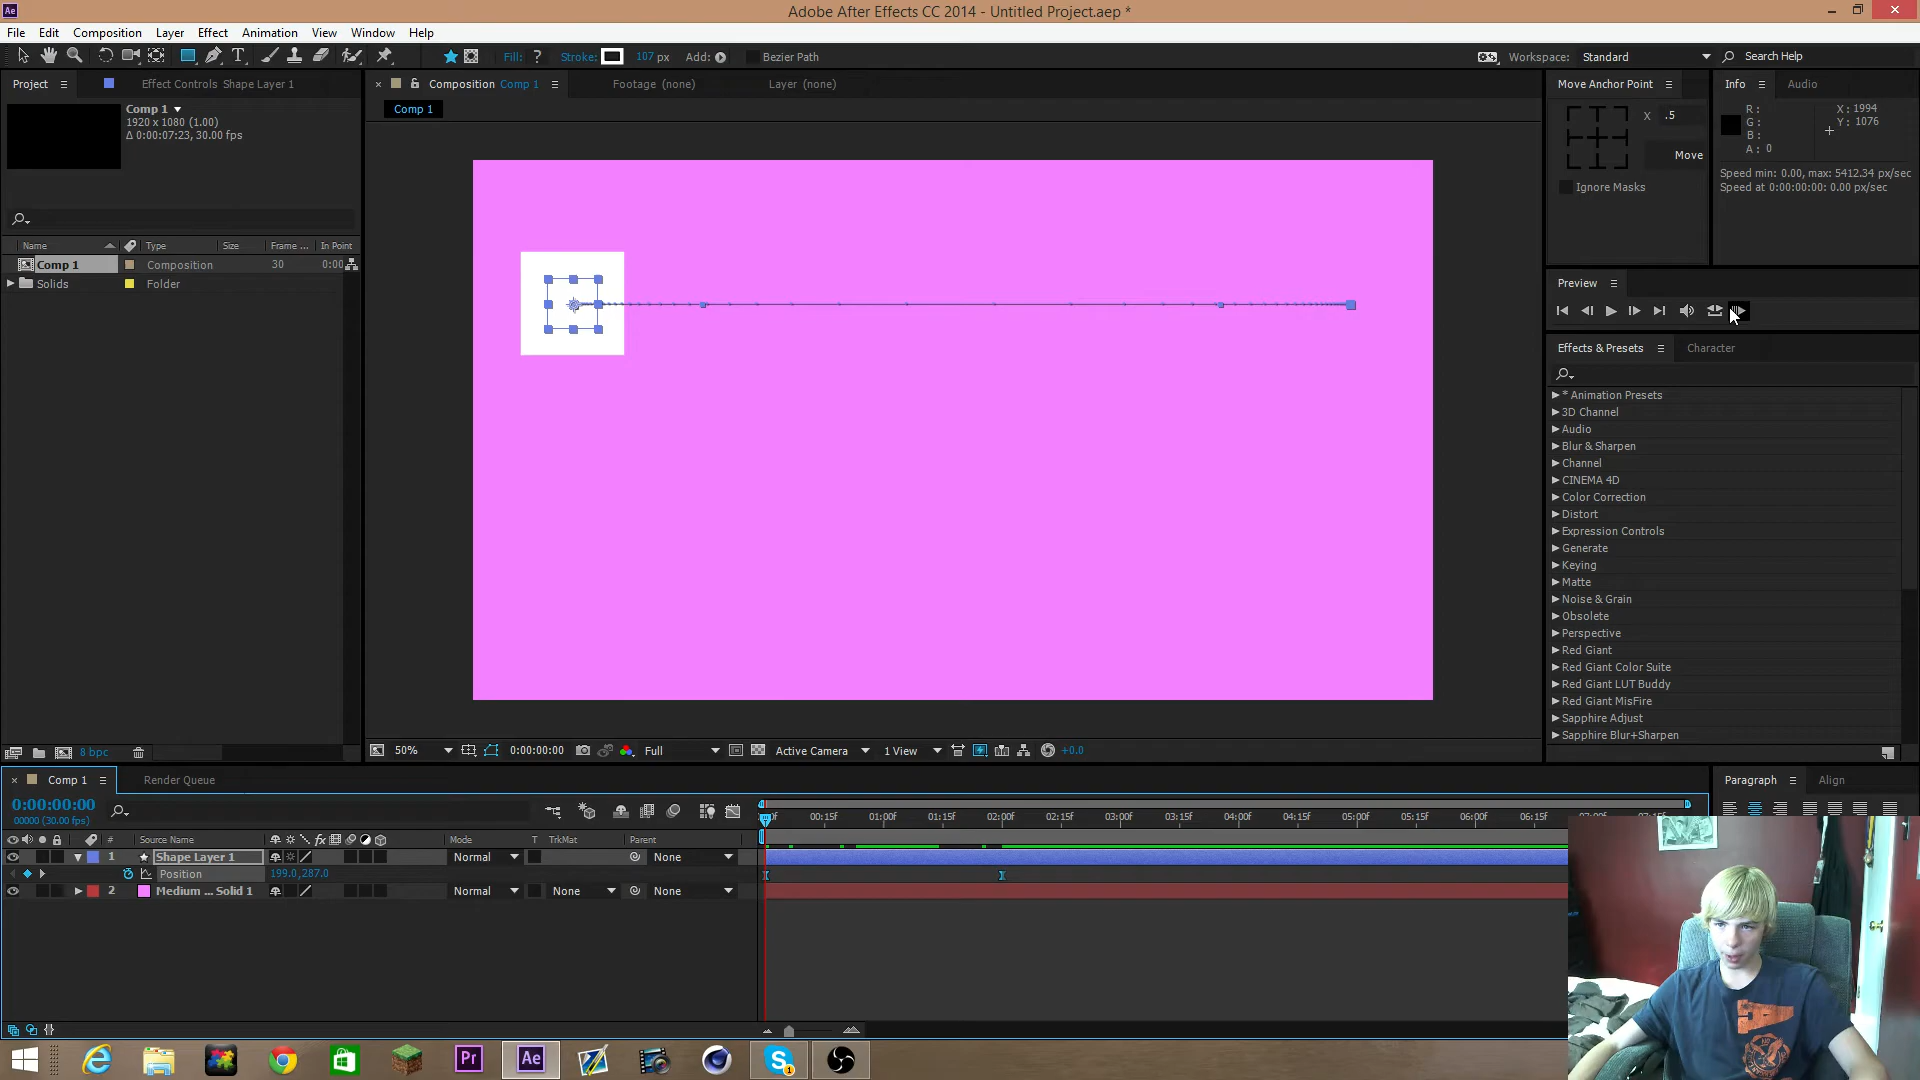 Ae
Adobe After Effects CC 2014 - Untitled Project.aep *
File Edit Composition Layer Effect Animation View Window Help
T Fill: ? Stroke: 107 px Add: Bezier Path Workspace: Standard Search Help
Project Effect Controls Shape Layer 1
Composition Comp 1 Footage (none) Layer (none)
Move Anchor Point Info Audio
Comp 1
1920 x 1080 (1.00)
Δ 0:00:07:23, 30.00 fps
Comp 1
X .5
Move
Ignore Masks
R :
G :
B :
A : 0
X : 1994
Y : 1076
Speed min: 0.00, max: 5412.34 px/sec
Speed at 0:00:00:00: 0.00 px/sec
Name Type Size Frame ... In Point
Comp 1 Composition 30 0:00
Solids Folder
Preview
Effects & Presets Character
* Animation Presets
3D Channel
Audio
Blur & Sharpen
Channel
CINEMA 4D
Color Correction
Distort
Expression Controls
Generate
Keying
Matte
Noise & Grain
Obsolete
Perspective
Red Giant
Red Giant Color Suite
Red Giant LUT Buddy
Red Giant MisFire
Sapphire Adjust
Sapphire Blur+Sharpen
8 bpc
50% 0:00:00:00 Full Active Camera 1 View +0.0
Comp 1 Render Queue
Paragraph Align
0:00:00:00
00000 (30.00 fps)
00:15f 01:00f 01:15f 02:00f 02:15f 03:00f 03:15f 04:00f 04:15f 05:00f 05:15f 06:00f 06:15f
# Source Name fx Mode T TrkMat Parent
1 Shape Layer 1 Normal None
Position 199.0,287.0
2 Medium ... Solid 1 Normal None None
Pr Ae S 1